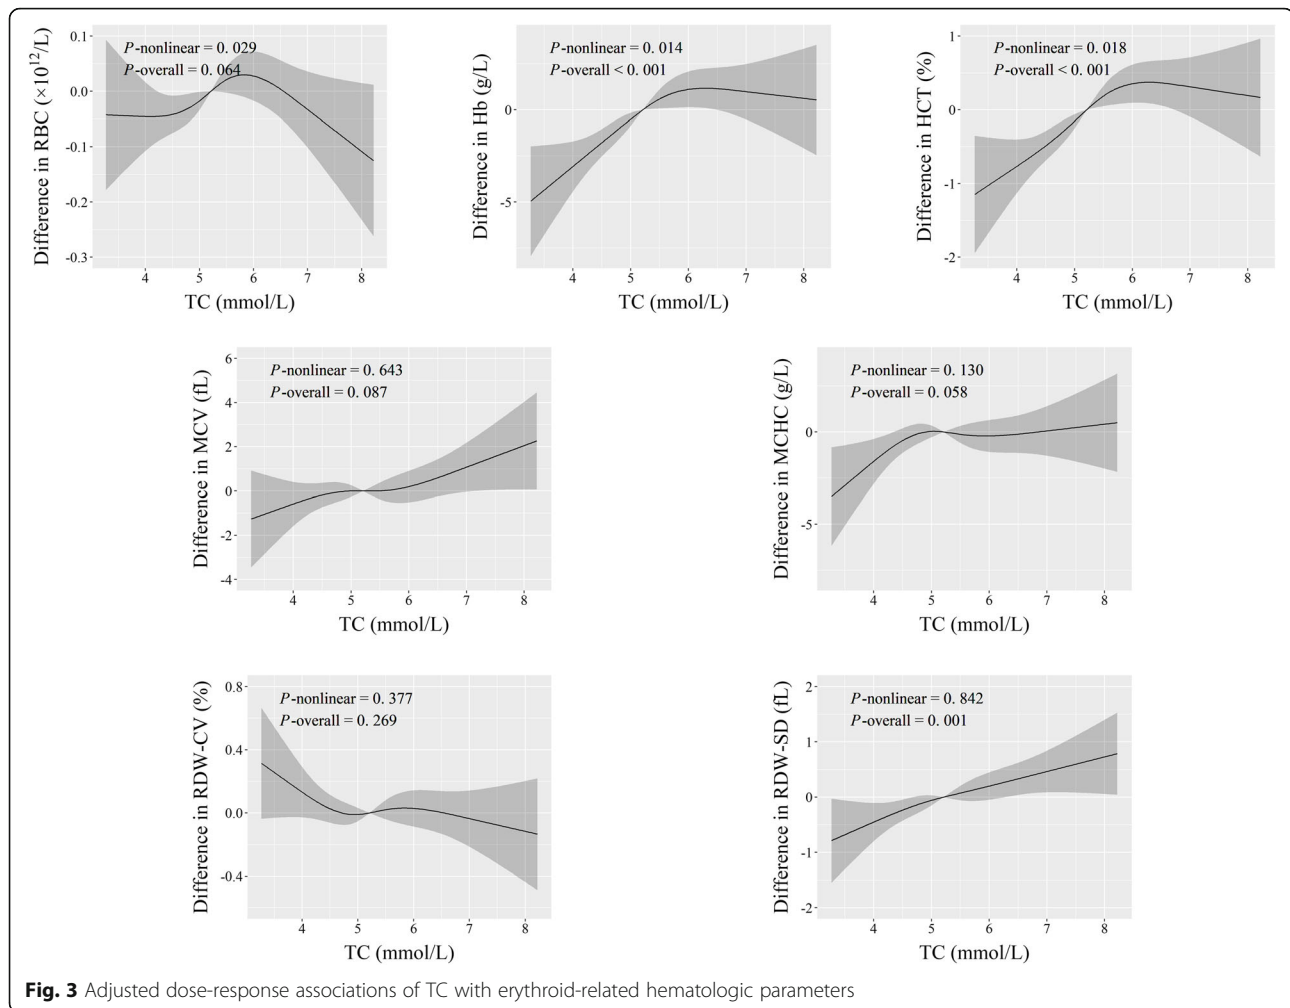 P-nonlinear = 0. 029
P-overall = 0. 064
Difference in RBC (×10¹²/L)
0.1
0.0
-0.1
-0.2
-0.3
4 5 6 7 8
TC (mmol/L)
P-nonlinear = 0. 014
P-overall < 0. 001
Difference in Hb (g/L)
0
-5
4 5 6 7 8
TC (mmol/L)
P-nonlinear = 0. 018
P-overall < 0. 001
Difference in HCT (%)
1
0
-1
-2
4 5 6 7 8
TC (mmol/L)
P-nonlinear = 0. 643
P-overall = 0. 087
Difference in MCV (fL)
6
4
2
0
-2
-4
4 5 6 7 8
TC (mmol/L)
P-nonlinear = 0. 130
P-overall = 0. 058
Difference in MCHC (g/L)
0
-5
4 5 6 7 8
TC (mmol/L)
P-nonlinear = 0. 377
P-overall = 0. 269
Difference in RDW-CV (%)
0.8
0.4
0.0
-0.4
4 5 6 7 8
TC (mmol/L)
P-nonlinear = 0. 842
P-overall = 0. 001
Difference in RDW-SD (fL)
2
1
0
-1
-2
4 5 6 7 8
TC (mmol/L)
Fig. 3 Adjusted dose-response associations of TC with erythroid-related hematologic parameters